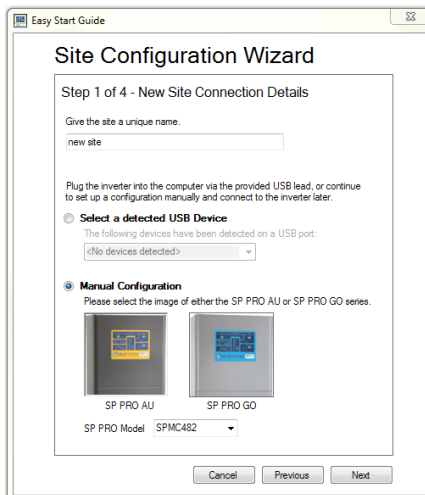 Easy Start Guide
Site Configuration Wizard
Step 1 of 4 - New Site Connection Details
Give the site a unique name.
new site
Plug the inverter into the computer via the provided USB lead, or continue
to set up a configuration manually and connect to the inverter later.
Select a detected USB Device
The following devices have been detected on a USB port:
<No devices detected>
Manual Configuration
Please select the image of either the SP PRO AU or SP PRO GO series.
SP PRO AU
SP PRO GO
SP PRO Model
SPMC482
Cancel
Previous
Next